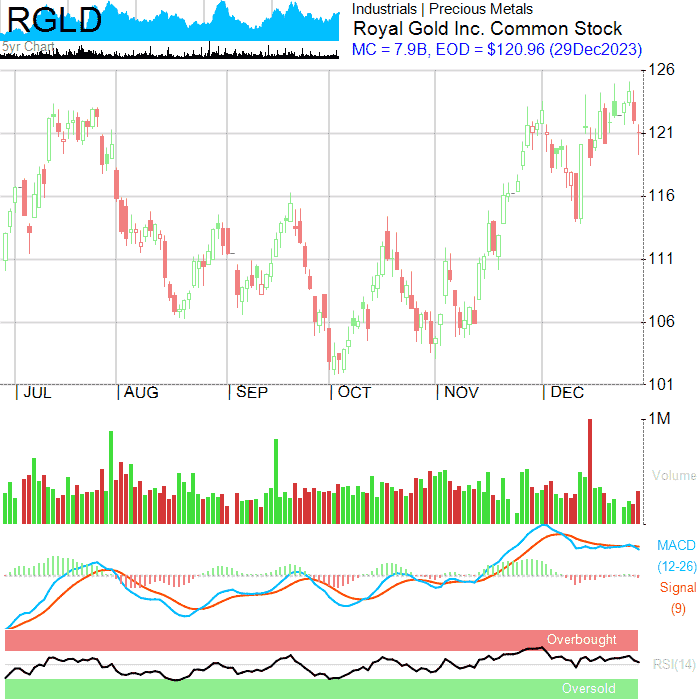 RGLD
5yr Chart
Industrials | Precious Metals
Royal Gold Inc. Common Stock
MC = 7.9B, EOD = $120.96 (29Dec2023)
126
121
116
111
106
101
| JUL | AUG | SEP | OCT | NOV | DEC
1M
Volume
MACD
(12-26)
Signal
(9)
Overbought
RSI(14)
Oversold